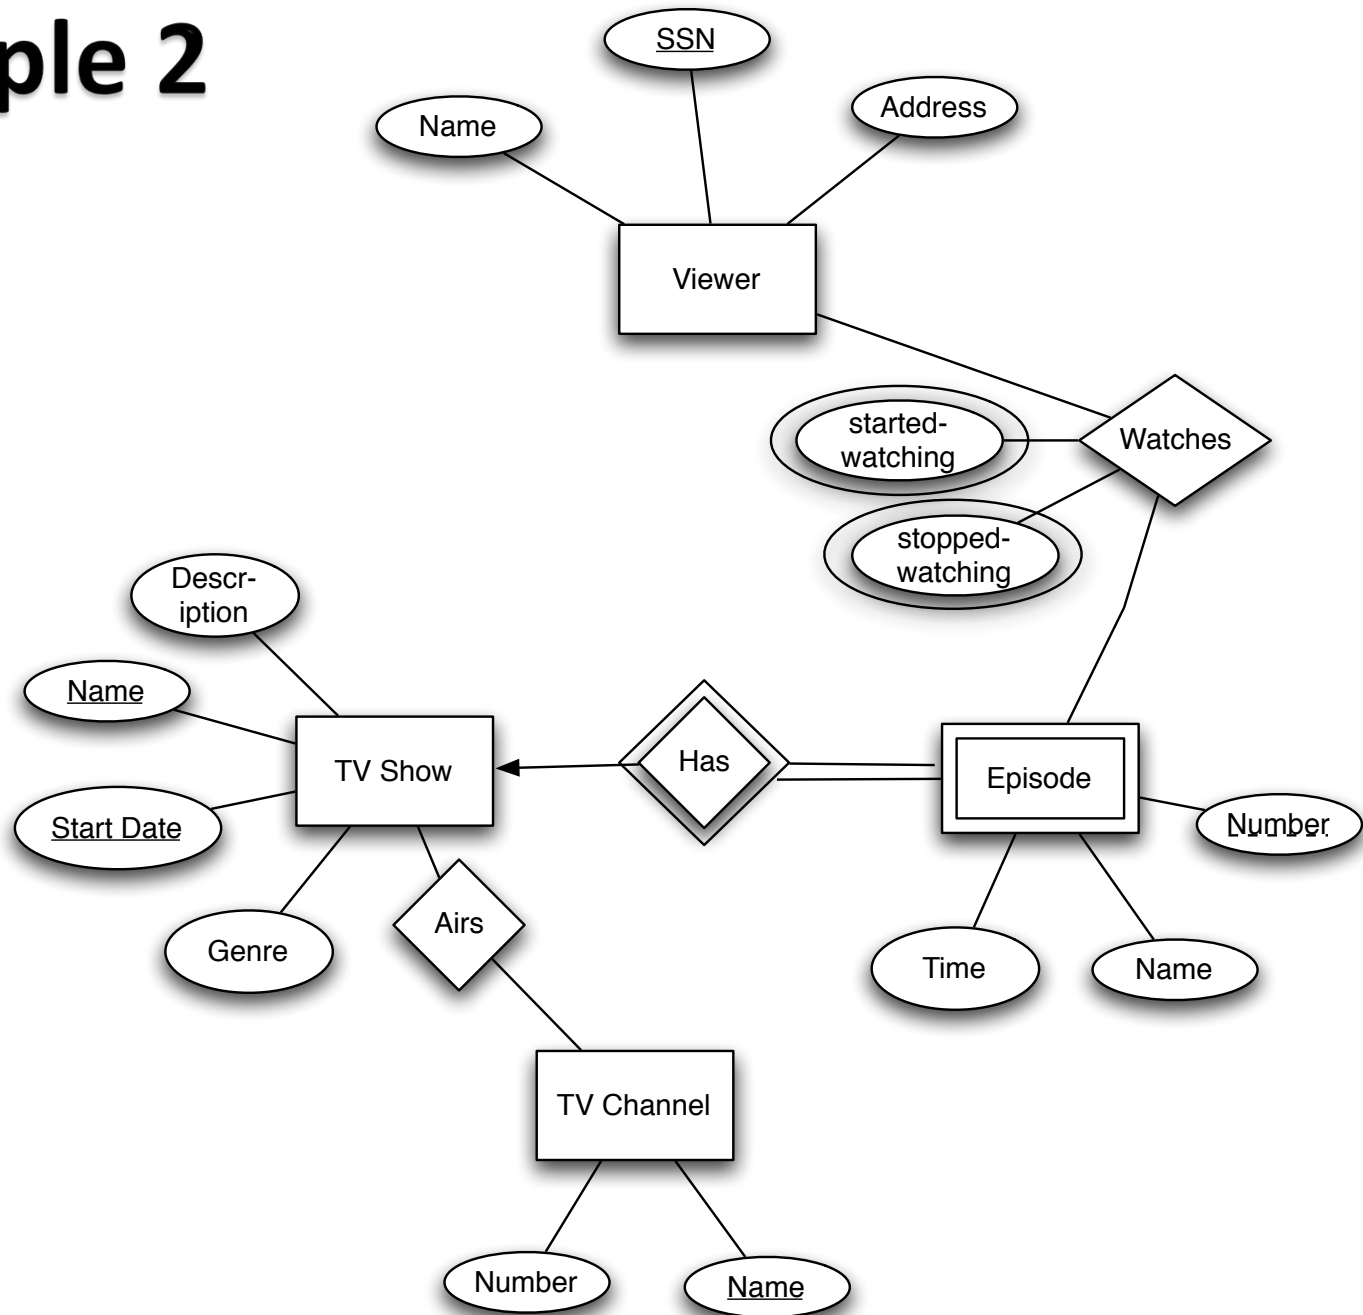 ple 2
SSN
Name
Address
Viewer
started-
watching
Watches
stopped-
watching
Descr-
iption
Name
TV Show
Has
Episode
Start Date
Number
Genre
Airs
Time
Name
TV Channel
Number
Name